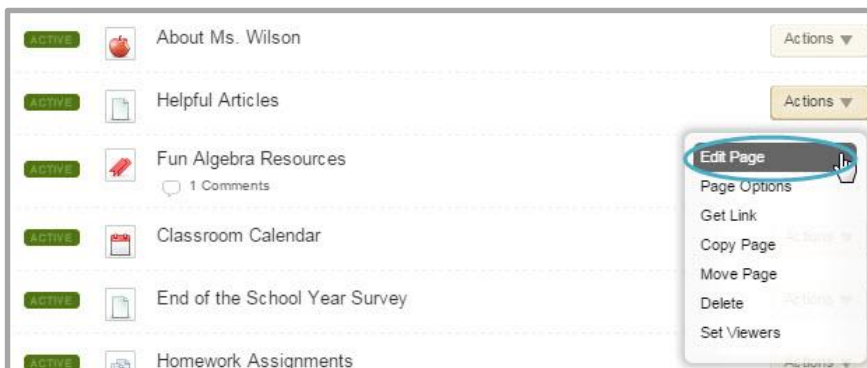 ACTIVE About Ms. Wilson Actions ▼
ACTIVE Helpful Articles Actions ▼
ACTIVE Fun Algebra Resources
1 Comments
Edit Page
Page Options
Get Link
ACTIVE Classroom Calendar
Copy Page
Move Page
ACTIVE End of the School Year Survey
Delete
Set Viewers
ACTIVE Homework Assignments Actions